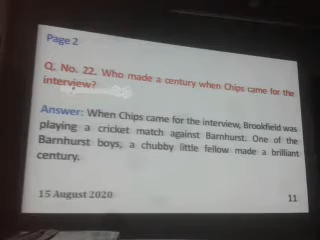 Page 2
Q. No. 22. Who made a century when Chips came for the
interview?
Answer: When Chips came for the interview, Brookfield was
playing a cricket match against Barnhurst. One of the
Barnhurst boys, a chubby little fellow made a brilliant
century.
15 August 2020
11